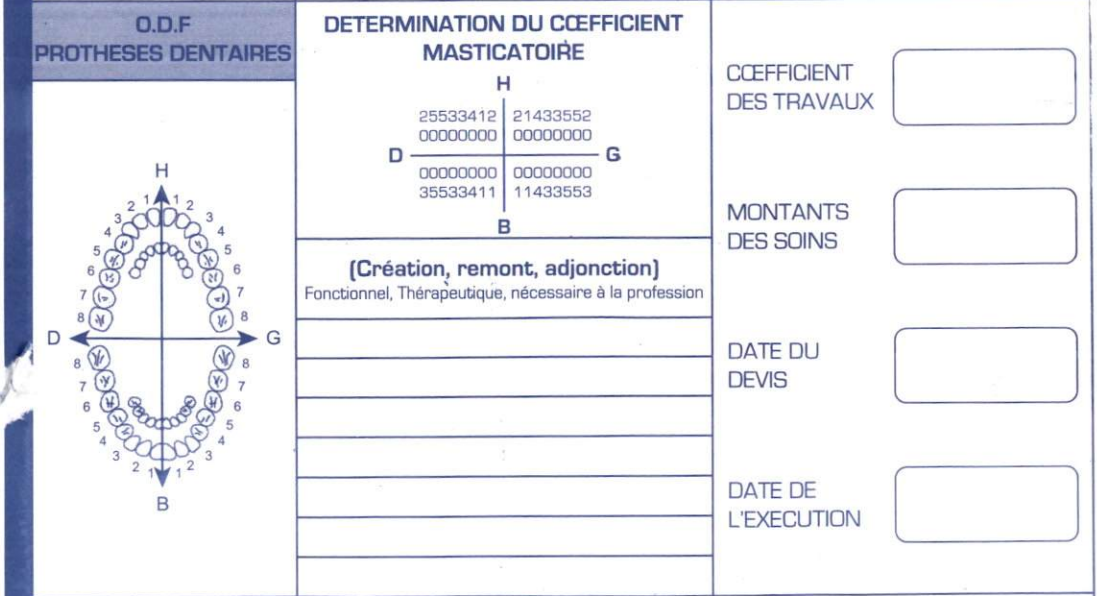 O.D.F
PROTHESES DENTAIRES
H
2 1 1 2
3 3
4 4
5 5
6 6
7 7
8 8
D G
8 8
7 7
6 6
5 5
4 4
3 3
2 1 1 2
B
DETERMINATION DU CŒFFICIENT
MASTICATOIRE
H
25533412 21433552
00000000 00000000
D G
00000000 00000000
35533411 11433553
B
(Création, remont, adjonction)
Fonctionnel, Thérapeutique, nécessaire à la profession
CŒFFICIENT
DES TRAVAUX
MONTANTS
DES SOINS
DATE DU
DEVIS
DATE DE
L'EXECUTION